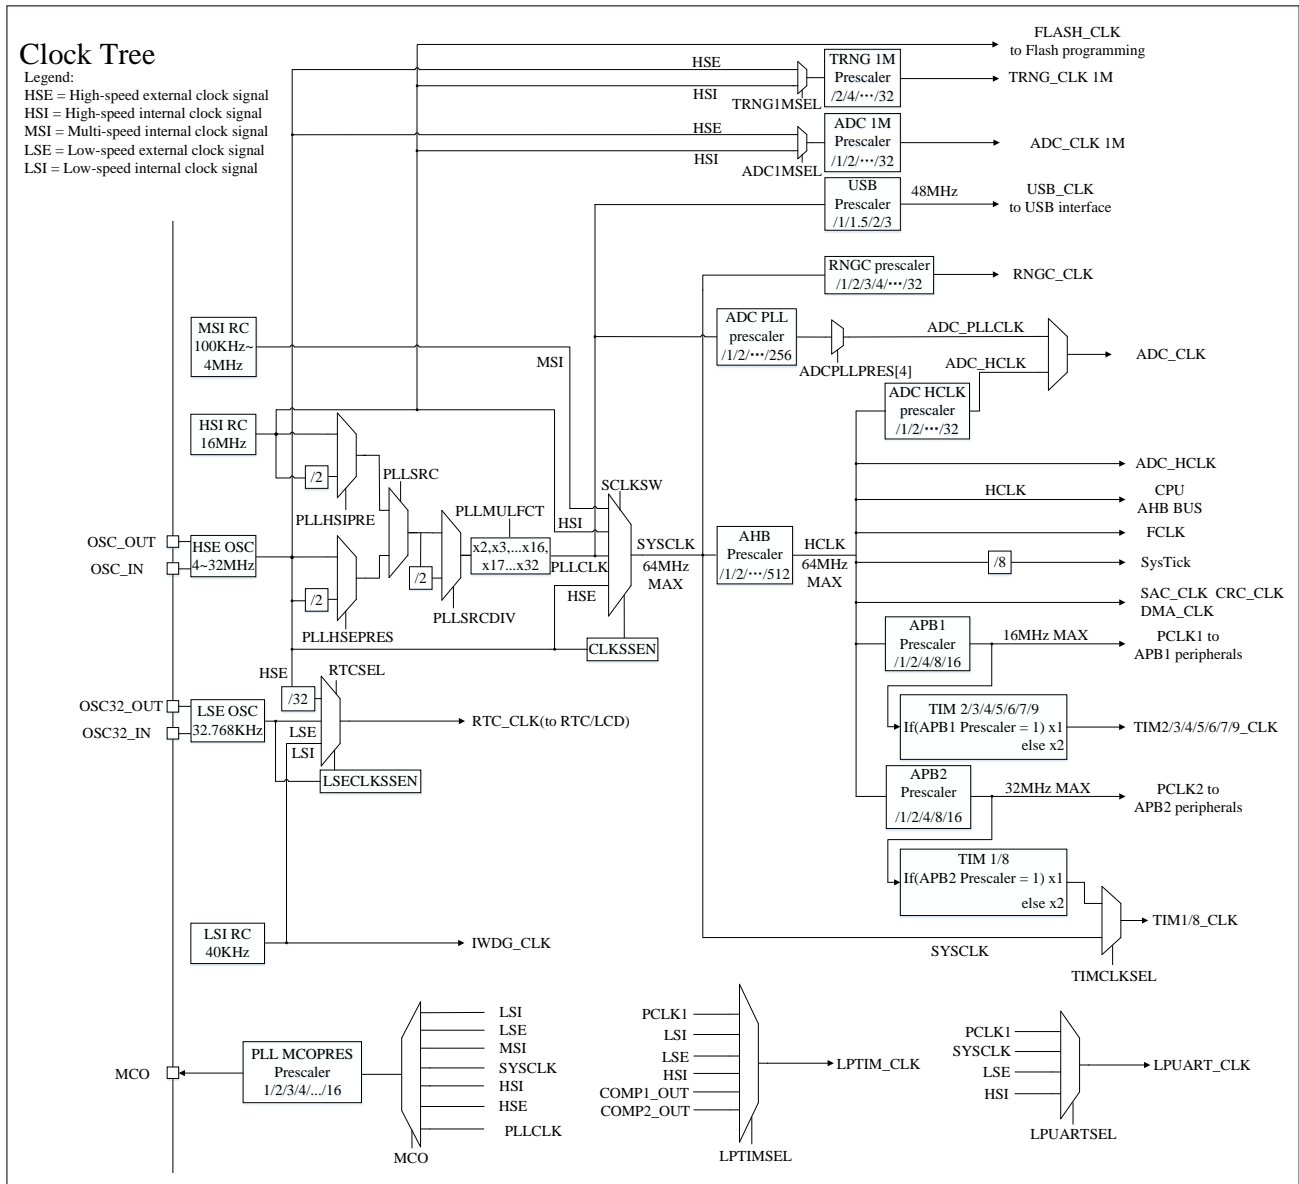 Clock Tree
Legend:
HSE = High-speed external clock signal
HSI = High-speed internal clock signal
MSI = Multi-speed internal clock signal
LSE = Low-speed external clock signal
LSI = Low-speed internal clock signal
FLASH_CLK
to Flash programming
HSE
HSI
TRNG1MSEL
TRNG 1M
Prescaler
/2/4/···/32
TRNG_CLK 1M
HSE
HSI
ADC1MSEL
ADC 1M
Prescaler
/1/2/···/32
ADC_CLK 1M
USB
Prescaler
/1/1.5/2/3
48MHz
USB_CLK
to USB interface
RNGC prescaler
/1/2/3/4/···/32
RNGC_CLK
MSI RC
100KHz~
4MHz
MSI
ADC PLL
prescaler
/1/2/···/256
ADCPLLPRES[4]
ADC_PLLCLK
ADC_HCLK
ADC_CLK
ADC HCLK
prescaler
/1/2/···/32
HSI RC
16MHz
/2
PLLHSIPRE
PLLSRC
PLLMULFCT
SCLKSW
HSI
ADC_HCLK
HCLK
CPU
AHB BUS
FCLK
OSC_OUT
OSC_IN
HSE OSC
4~32MHz
/2
PLLHSEPRES
/2
PLLSRCDIV
x2,x3,...x16,
x17...x32
PLLCLK
HSE
CLKSSEN
SYSCLK
64MHz
MAX
AHB
Prescaler
/1/2/···/512
HCLK
64MHz
MAX
/8
SysTick
SAC_CLK CRC_CLK
DMA_CLK
APB1
Prescaler
/1/2/4/8/16
16MHz MAX
PCLK1 to
APB1 peripherals
HSE
/32
RTCSEL
OSC32_OUT
OSC32_IN
LSE OSC
32.768KHz
LSE
LSI
LSECLKSSEN
RTC_CLK(to RTC/LCD)
TIM 2/3/4/5/6/7/9
If(APB1 Prescaler = 1) x1
else x2
TIM2/3/4/5/6/7/9_CLK
APB2
Prescaler
/1/2/4/8/16
32MHz MAX
PCLK2 to
APB2 peripherals
TIM 1/8
If(APB2 Prescaler = 1) x1
else x2
TIM1/8_CLK
SYSCLK
TIMCLKSEL
LSI RC
40KHz
IWDG_CLK
MCO
PLL MCOPRES
Prescaler
1/2/3/4/.../16
LSI
LSE
MSI
SYSCLK
HSI
HSE
PLLCLK
MCO
PCLK1
LSI
LSE
HSI
COMP1_OUT
COMP2_OUT
LPTIM_CLK
LPTIMSEL
PCLK1
SYSCLK
LSE
HSI
LPUART_CLK
LPUARTSEL